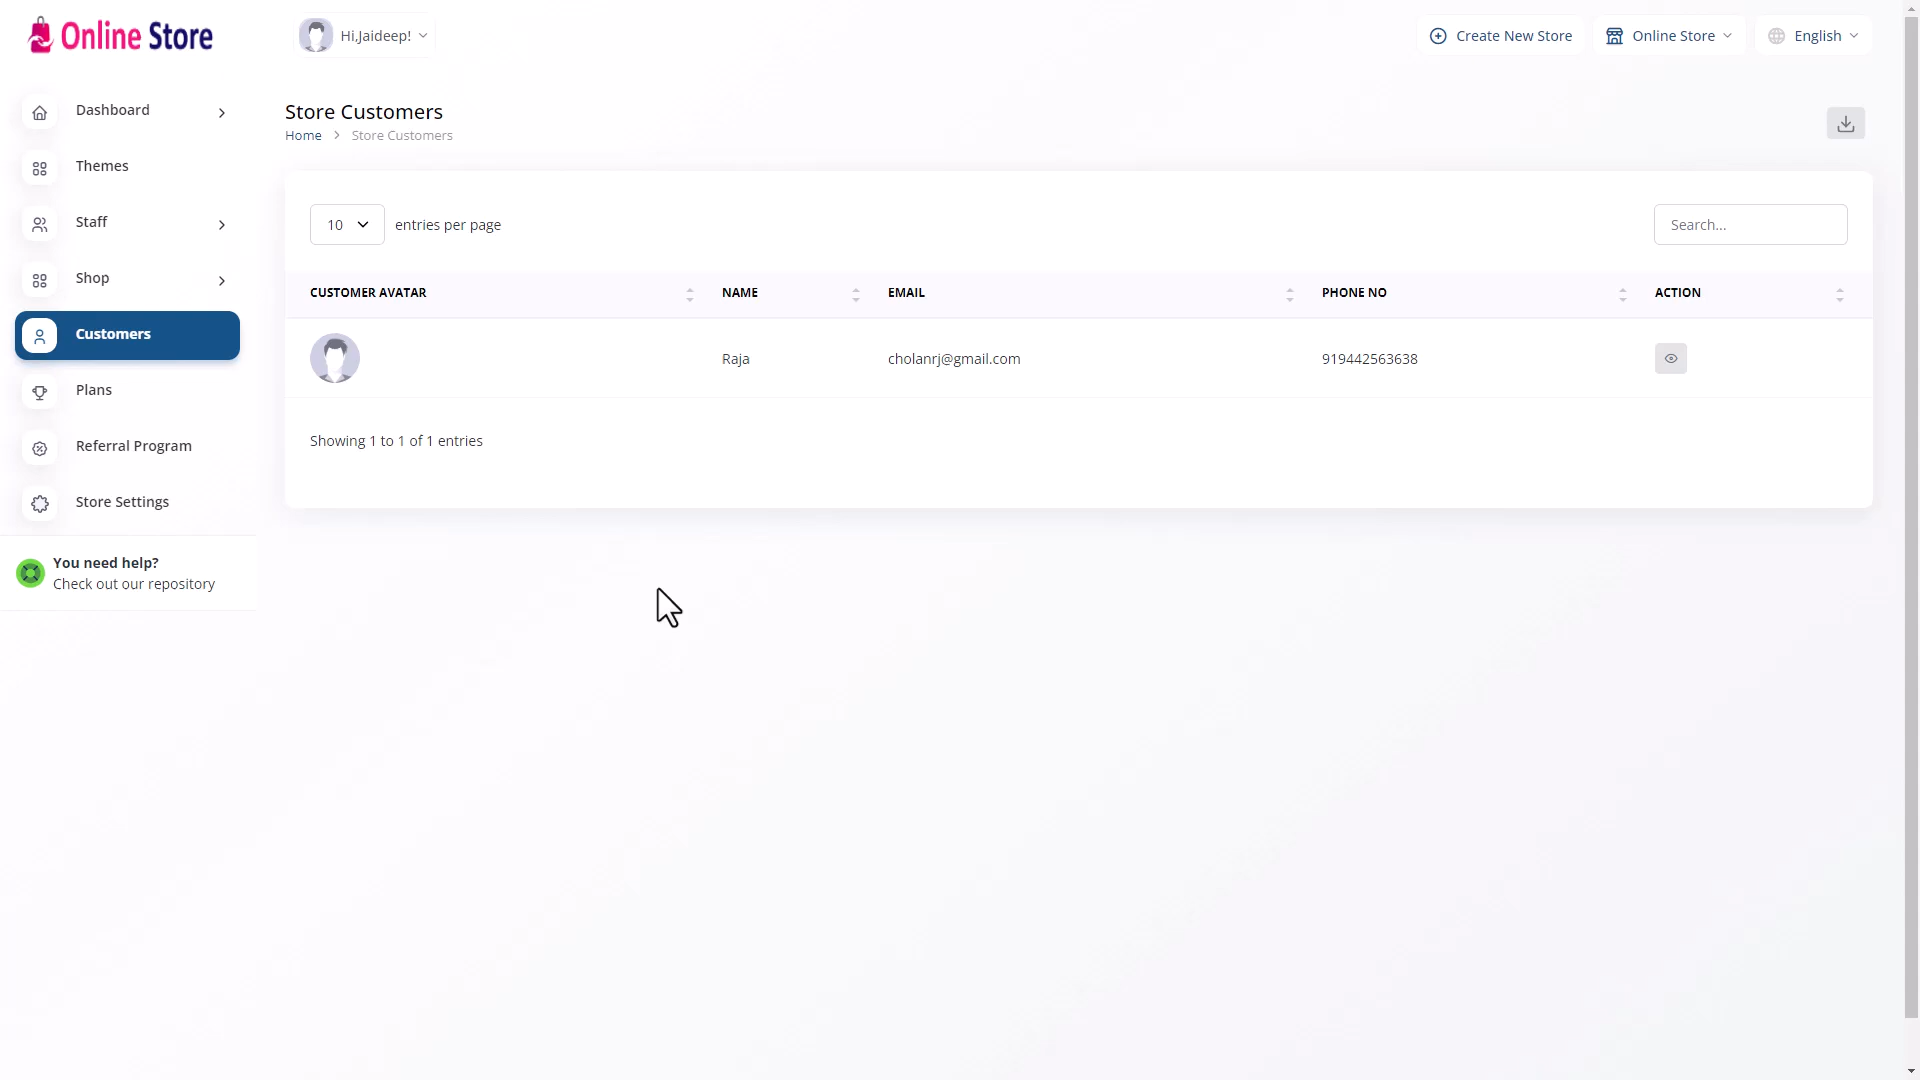 Online Store
Hi,Jaideep!
Create New Store
Online Store
English
Dashboard
Themes
Staff
Shop
Customers
Plans
Referral Program
Store Settings
You need help?
Check out our repository
Store Customers
Home > Store Customers
10 entries per page
Search...
CUSTOMER AVATAR NAME EMAIL PHONE NO ACTION
Raja cholanrj@gmail.com 919442563638
Showing 1 to 1 of 1 entries